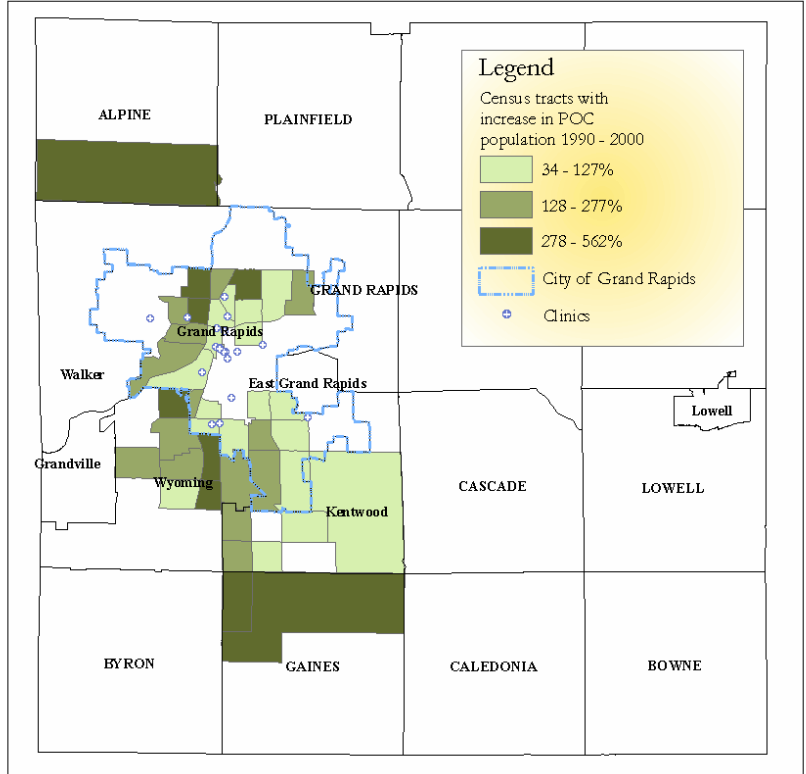 ALPINE
PLAINFIELD
Legend
Census tracts with
increase in POC
population 1990 - 2000
34 - 127%
128 - 277%
278 - 562%
City of Grand Rapids
Clinics
GRAND RAPIDS
Grand Rapids
Walker
East Grand Rapids
Lowell
Grandville
Wyoming
CASCADE
LOWELL
Kentwood
BYRON
GAINES
CALEDONIA
BOWNE